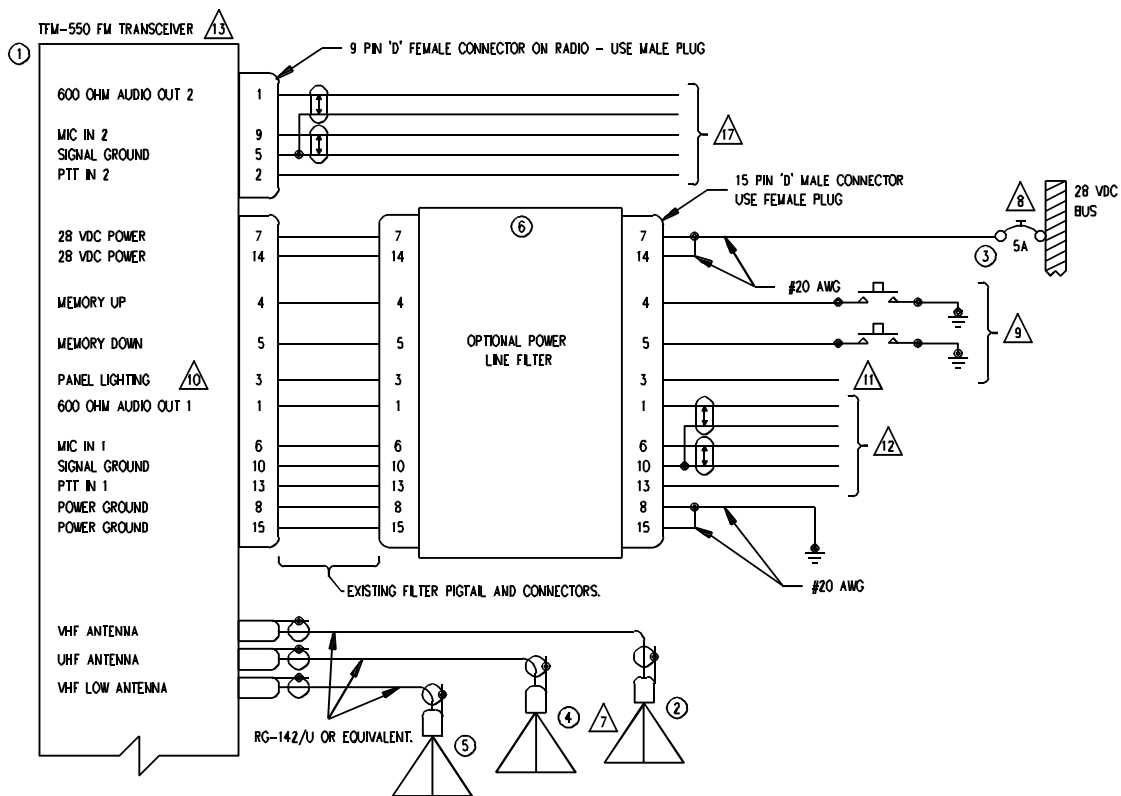 TFM-550 FM TRANSCEIVER 13
1
9 PIN 'D' FEMALE CONNECTOR ON RADIO - USE MALE PLUG
600 OHM AUDIO OUT 2 1
MIC IN 2 9
SIGNAL GROUND 5
PTT IN 2 2
17
15 PIN 'D' MALE CONNECTOR
USE FEMALE PLUG
8
28 VDC
BUS
6
28 VDC POWER 7 7 7
3
5A
28 VDC POWER 14 14 14
#20 AWG
MEMORY UP 4 4 4
9
MEMORY DOWN 5 5 5
OPTIONAL POWER
LINE FILTER
PANEL LIGHTING 10 3 3 3 11
600 OHM AUDIO OUT 1 1 1 1
MIC IN 1 6 6 6
12
SIGNAL GROUND 10 10 10
PTT IN 1 13 13 13
POWER GROUND 8 8 8
POWER GROUND 15 15 15
EXISTING FILTER PIGTAIL AND CONNECTORS.
#20 AWG
VHF ANTENNA
UHF ANTENNA
VHF LOW ANTENNA
RG-142/U OR EQUIVALENT.
5
4
7
2